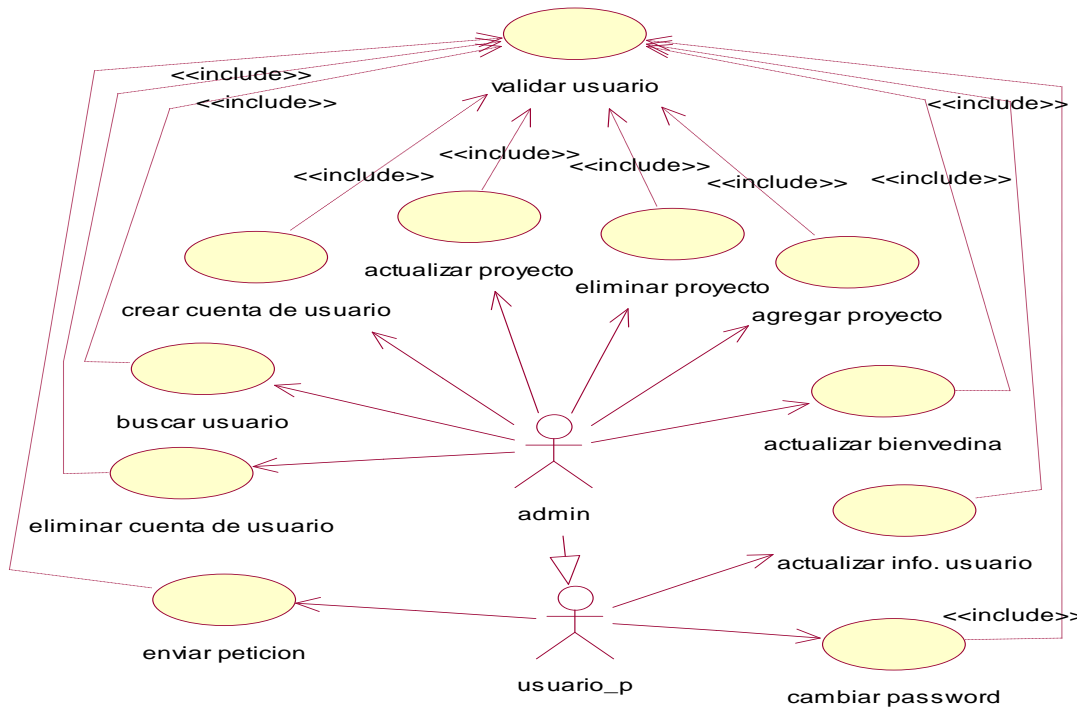 <<include>>
<<include>>
validar usuario
<<include>>
<<include>>
<<include>>
<<include>>
<<include>>
<<include>>
actualizar proyecto
eliminar proyecto
crear cuenta de usuario
agregar proyecto
buscar usuario
actualizar bienvedina
eliminar cuenta de usuario
admin
actualizar info. usuario
<<include>>
enviar peticion
usuario_p
cambiar password